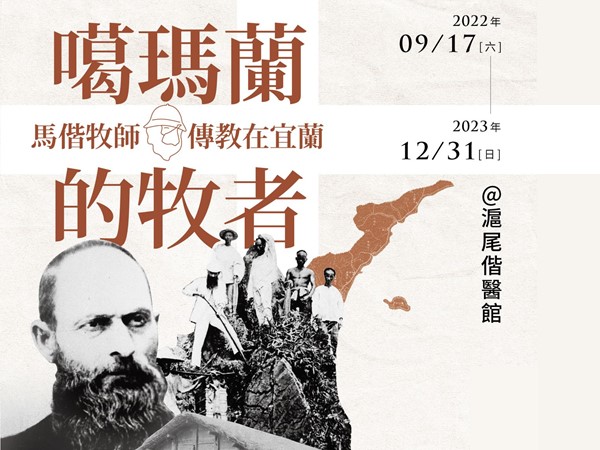 噶瑪蘭
馬偕牧師 傳教在宜蘭
的牧者
2022年
09/17[六]
2023年
12/31[日]
@滬尾偕醫館